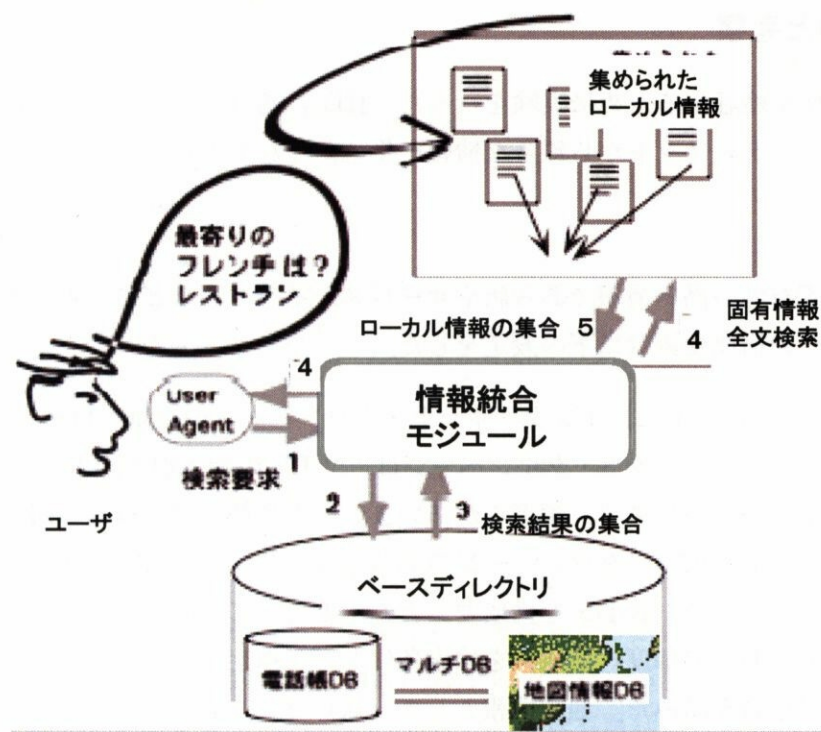 集められた
ローカル情報
最寄りの
フレンチ は?
レストラン
ローカル情報の集合 5
4
固有情報
全文検索
4
User
Agent
情報統合
モジュール
1
検索要求
ユーザ
2
3
検索結果の集合
ベースディレクトリ
電話帳DB
マルチDB
地図情報DB